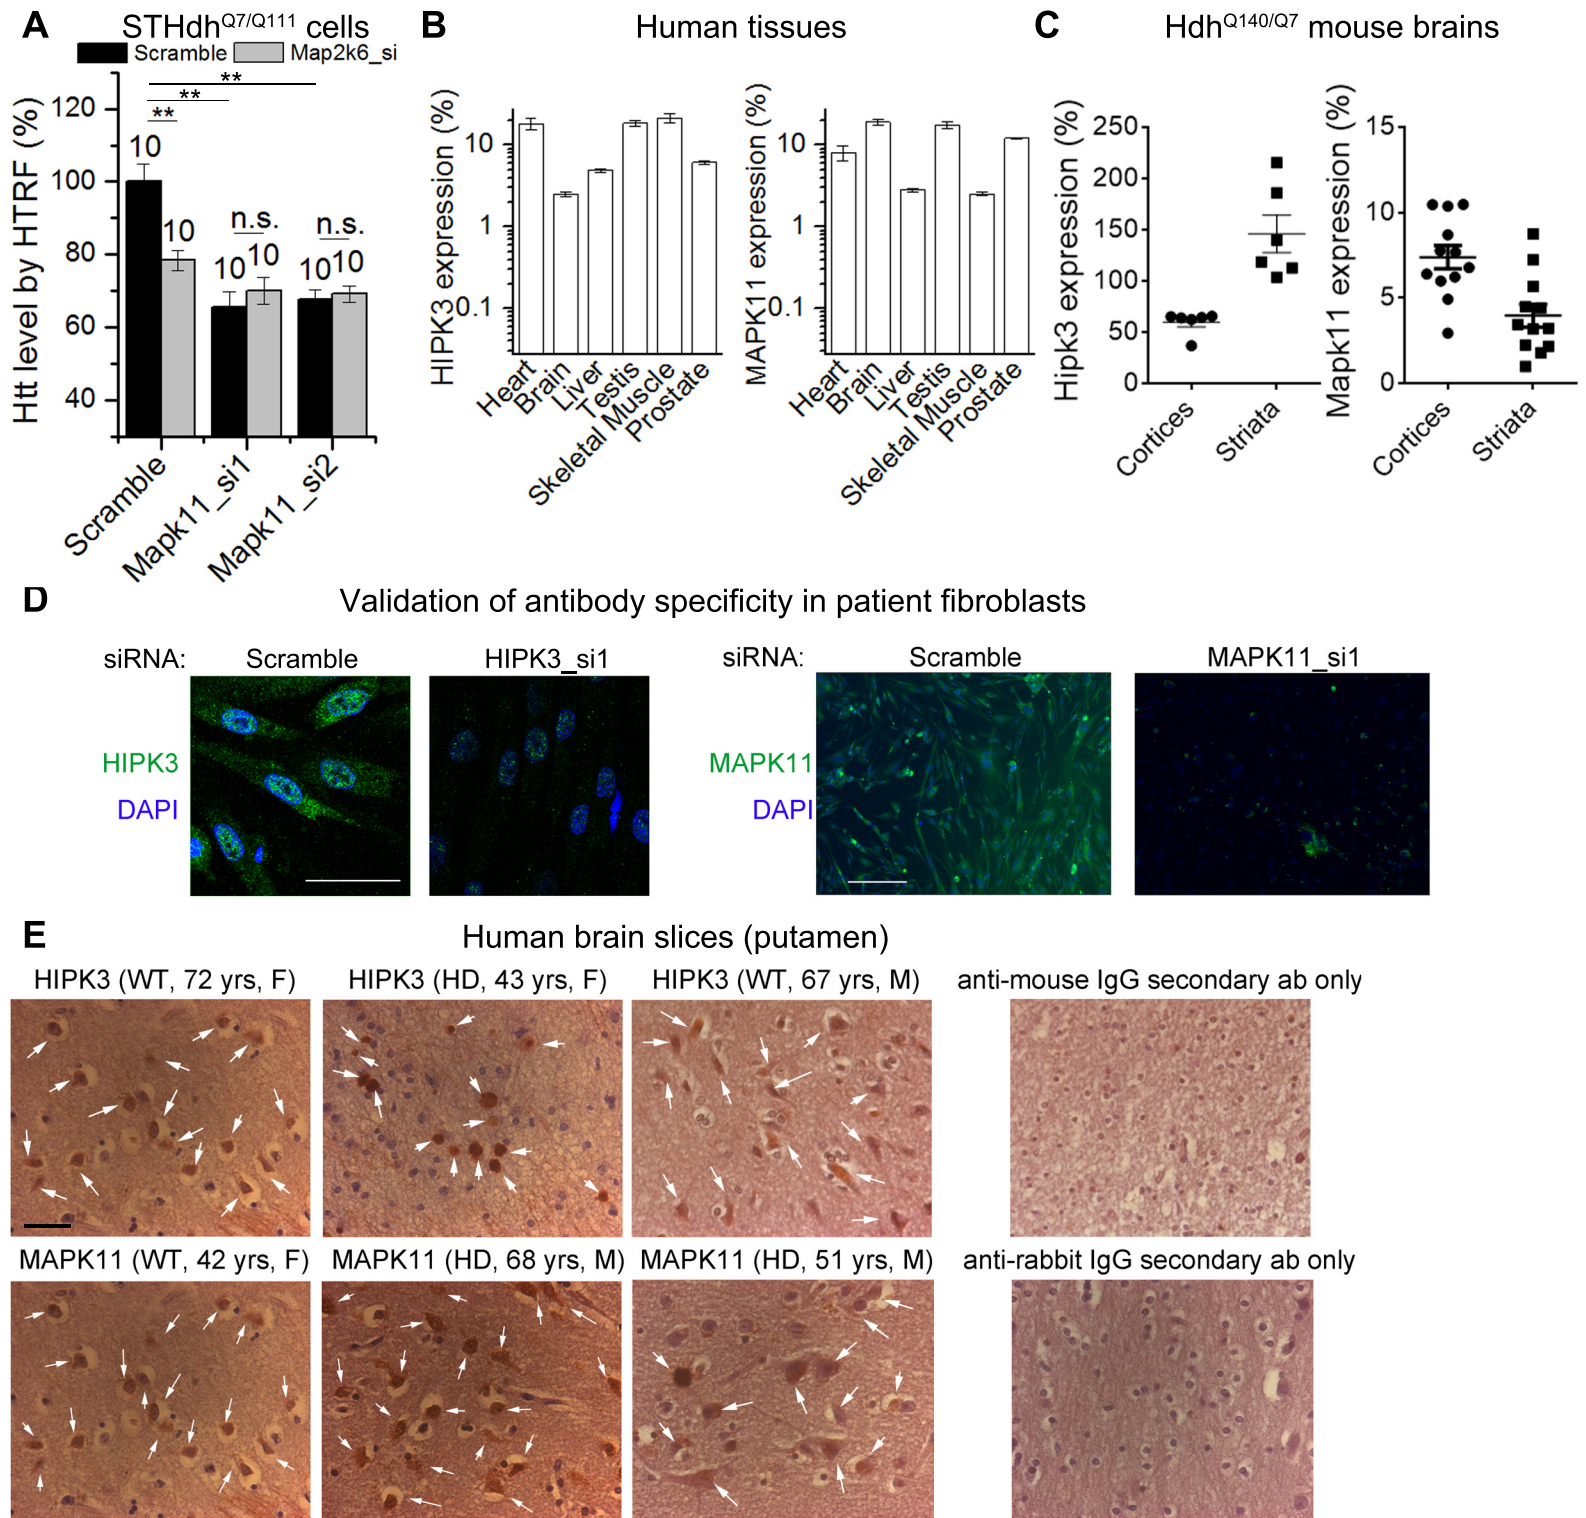 A
STHdhQ7/Q111 cells
Scramble
Map2k6_si
Htt level by HTRF (%)
120
100
80
60
40
**
**
**
10
10
n.s.
10
10
n.s.
10
10
Scramble
Mapk11_si1
Mapk11_si2
B
Human tissues
HIPK3 expression (%)
10
1
0.1
Heart
Brain
Liver
Testis
Skeletal Muscle
Prostate
MAPK11 expression (%)
10
1
0.1
Heart
Brain
Liver
Testis
Skeletal Muscle
Prostate
C
HdhQ140/Q7 mouse brains
Hipk3 expression (%)
250
200
150
100
50
0
Cortices
Striata
Mapk11 expression (%)
15
10
5
0
Cortices
Striata
D
Validation of antibody specificity in patient fibroblasts
siRNA:
Scramble
HIPK3_si1
HIPK3
DAPI
siRNA:
Scramble
MAPK11_si1
MAPK11
DAPI
E
Human brain slices (putamen)
HIPK3 (WT, 72 yrs, F)
HIPK3 (HD, 43 yrs, F)
HIPK3 (WT, 67 yrs, M)
anti-mouse IgG secondary ab only
MAPK11 (WT, 42 yrs, F)
MAPK11 (HD, 68 yrs, M)
MAPK11 (HD, 51 yrs, M)
anti-rabbit IgG secondary ab only